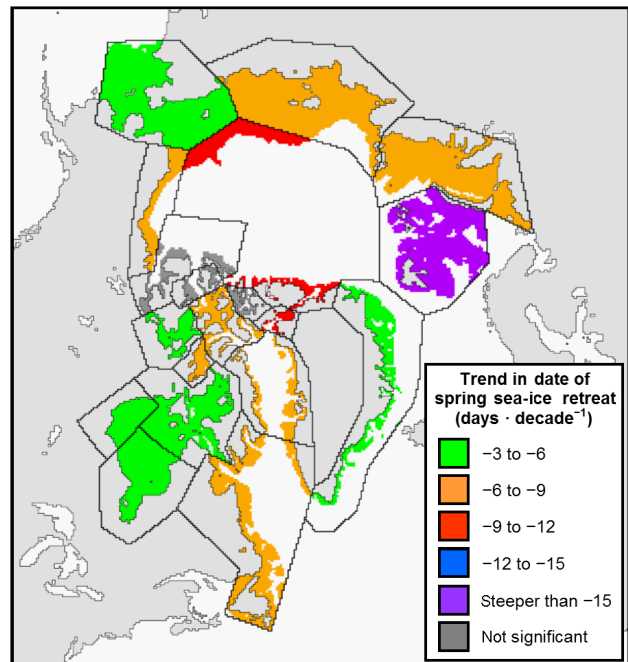 Trend in date of
spring sea-ice retreat
(days · decade⁻¹)
−3 to −6
−6 to −9
−9 to −12
−12 to −15
Steeper than −15
Not significant